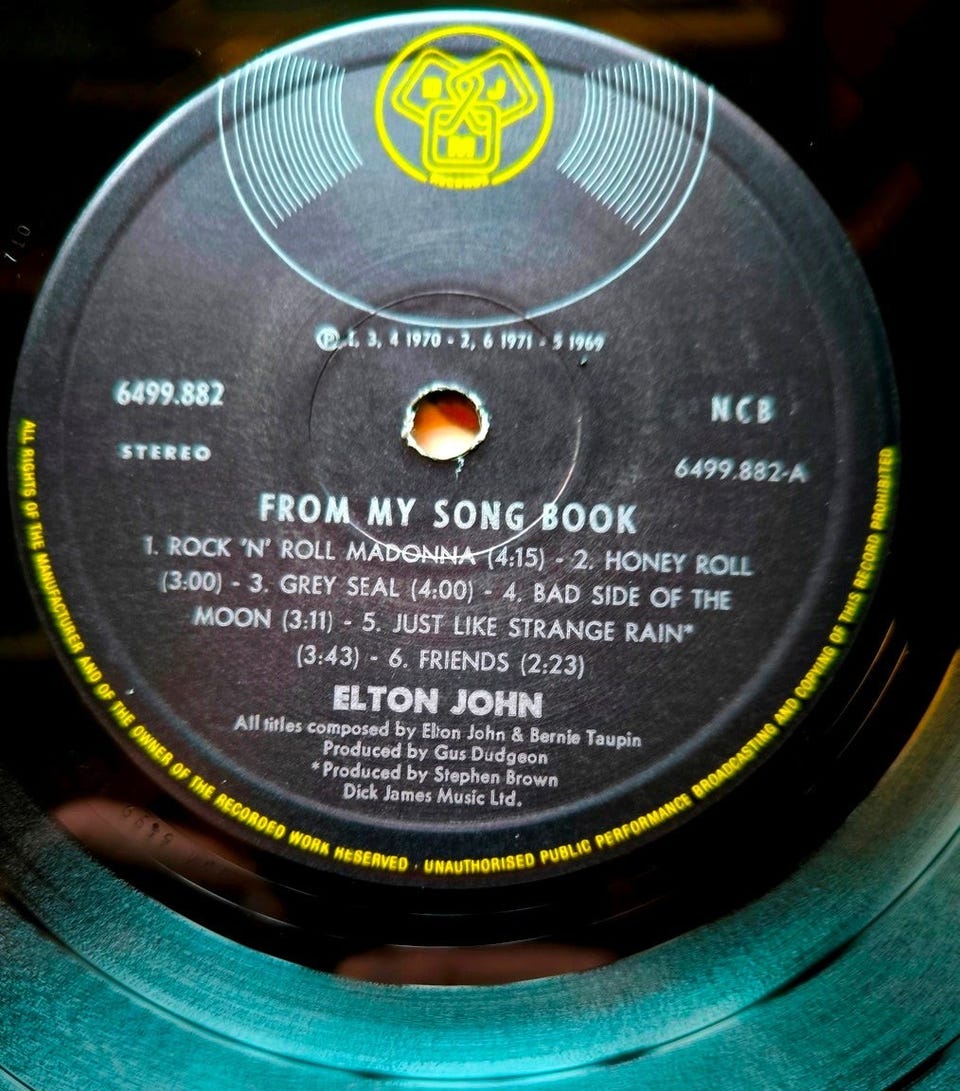 D J
M
RECORDS
Ⓟ 1, 3, 4 1970 - 2, 6 1971 - 5 1969
6499.882
NCB
STEREO
6499.882-A
FROM MY SONG BOOK
1. ROCK 'N' ROLL MADONNA (4:15) - 2. HONEY ROLL
(3:00) - 3. GREY SEAL (4:00) - 4. BAD SIDE OF THE
MOON (3:11) - 5. JUST LIKE STRANGE RAIN*
(3:43) - 6. FRIENDS (2:23)
ELTON JOHN
All titles composed by Elton John & Bernie Taupin
Produced by Gus Dudgeon
*Produced by Stephen Brown
Dick James Music Ltd.
ALL RIGHTS OF THE MANUFACTURER AND OF THE OWNER OF THE RECORDED WORK RESERVED · UNAUTHORISED PUBLIC PERFORMANCE BROADCASTING AND COPYING OF THIS RECORD PROHIBITED